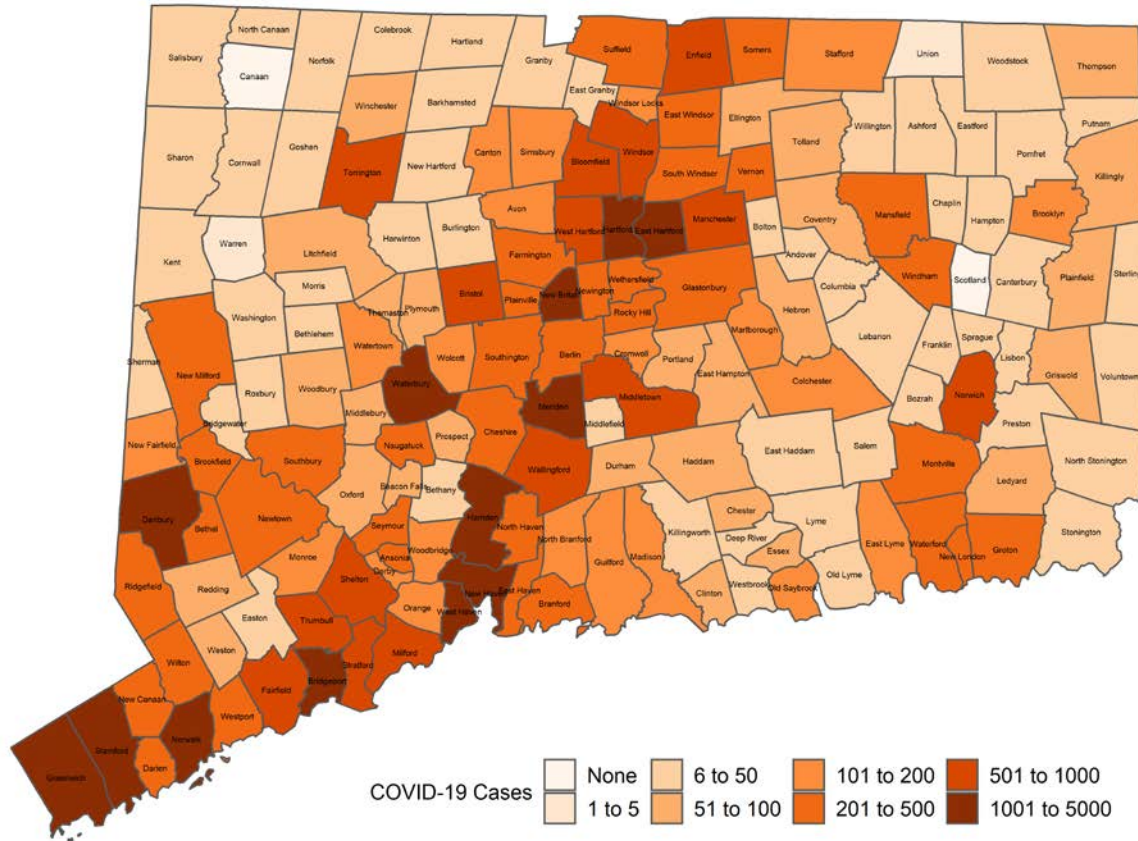 North Canaan
Colebrook
Hartland
Salisbury
Norfolk
Canaan
Granby
Suffield
Enfield
Somers
Stafford
Union
Woodstock
Thompson
East Granby
Windsor Locks
Winchester
Barkhamsted
East Windsor
Ellington
Willington
Ashford
Eastford
Putnam
Sharon
Cornwall
Goshen
Torrington
New Hartford
Canton
Simsbury
Bloomfield
Windsor
South Windsor
Vernon
Tolland
Pomfret
Killingly
Avon
West Hartford
Hartford
East Hartford
Manchester
Bolton
Coventry
Mansfield
Chaplin
Hampton
Brooklyn
Kent
Warren
Litchfield
Harwinton
Burlington
Farmington
Andover
Columbia
Windham
Scotland
Canterbury
Plainfield
Sterling
Morris
Bristol
Plainville
New Britain
Newington
Wethersfield
Glastonbury
Rocky Hill
Hebron
Washington
Bethlehem
Thomaston
Plymouth
Watertown
Wolcott
Southington
Berlin
Cromwell
Portland
Marlborough
Lebanon
Franklin
Sprague
Lisbon
Griswold
Voluntown
Sherman
New Milford
Roxbury
Woodbury
Waterbury
Meriden
Middletown
East Hampton
Colchester
Bozrah
Norwich
Preston
Bridgewater
Middlebury
Naugatuck
Prospect
Cheshire
Middlefield
New Fairfield
Brookfield
Southbury
Oxford
Beacon Falls
Bethany
Wallingford
Durham
Haddam
East Haddam
Salem
Montville
Ledyard
North Stonington
Danbury
Bethel
Newtown
Seymour
Woodbridge
Hamden
North Haven
North Branford
Guilford
Madison
Killingworth
Chester
Deep River
Essex
Lyme
East Lyme
Waterford
New London
Groton
Stonington
Ridgefield
Redding
Monroe
Ansonia
Derby
Shelton
Orange
West Haven
New Haven
East Haven
Branford
Clinton
Westbrook
Old Saybrook
Old Lyme
Easton
Trumbull
Weston
Wilton
Stratford
Milford
Bridgeport
Fairfield
New Canaan
Westport
Norwalk
Stamford
Greenwich
Darien
COVID-19 Cases
None
6 to 50
101 to 200
501 to 1000
1 to 5
51 to 100
201 to 500
1001 to 5000